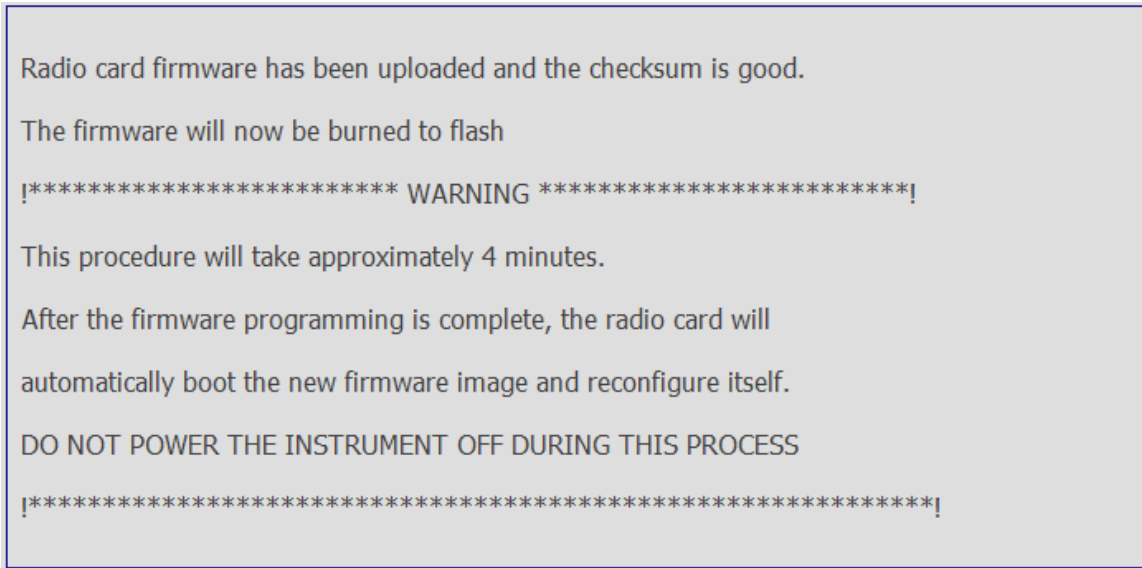 Radio card firmware has been uploaded and the checksum is good.
The firmware will now be burned to flash
!************************* WARNING *************************!
This procedure will take approximately 4 minutes.
After the firmware programming is complete, the radio card will
automatically boot the new firmware image and reconfigure itself.
DO NOT POWER THE INSTRUMENT OFF DURING THIS PROCESS
!*************************************************************!